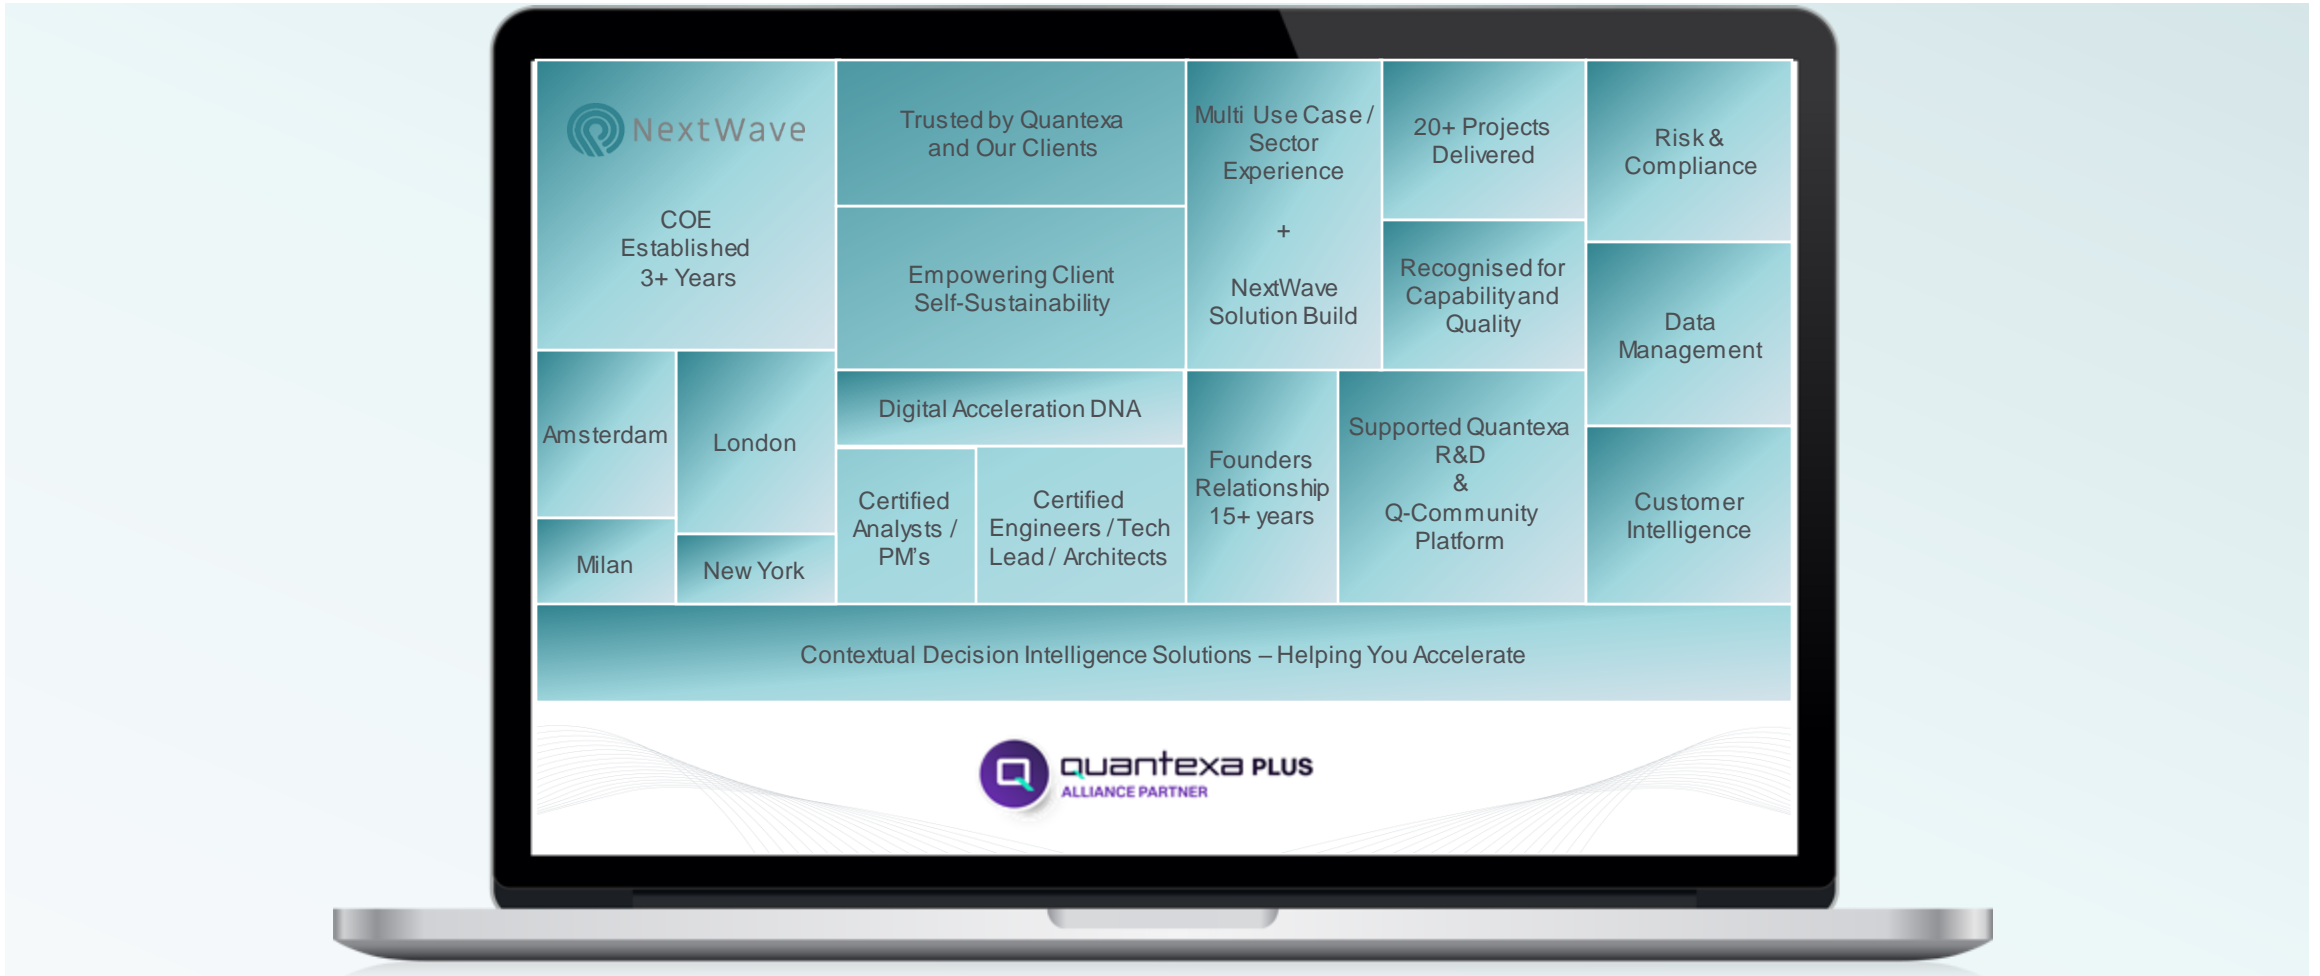 NextWave
COE
Established
3+ Years
Trusted by Quantexa
and Our Clients
Empowering Client
Self-Sustainability
Multi Use Case /
Sector
Experience
+
NextWave
Solution Build
20+ Projects
Delivered
Recognised for
Capability and
Quality
Risk &
Compliance
Data
Management
Customer
Intelligence
Amsterdam
London
Milan
New York
Digital Acceleration DNA
Certified
Analysts /
PM's
Certified
Engineers / Tech
Lead / Architects
Founders
Relationship
15+ years
Supported Quantexa
R&D
&
Q-Community
Platform
Contextual Decision Intelligence Solutions – Helping You Accelerate
Q
quantexa PLUS
ALLIANCE PARTNER